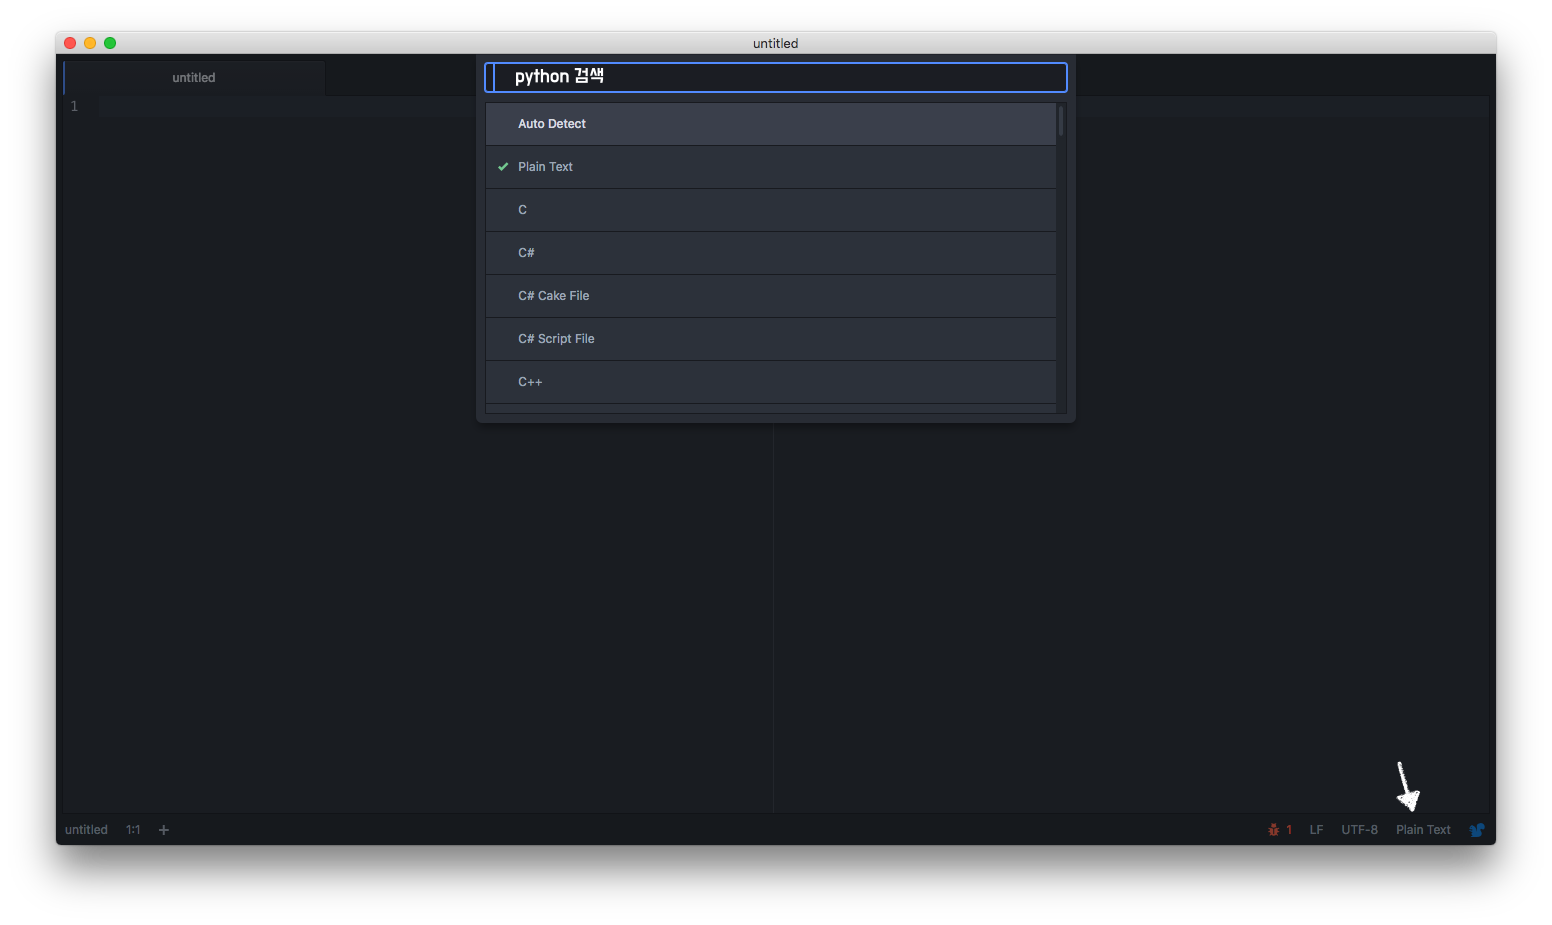 untitled
untitled
python 검색
1
Auto Detect
Plain Text
C
C#
C# Cake File
C# Script File
C++
untitled 1:1 + 1 LF UTF-8 Plain Text